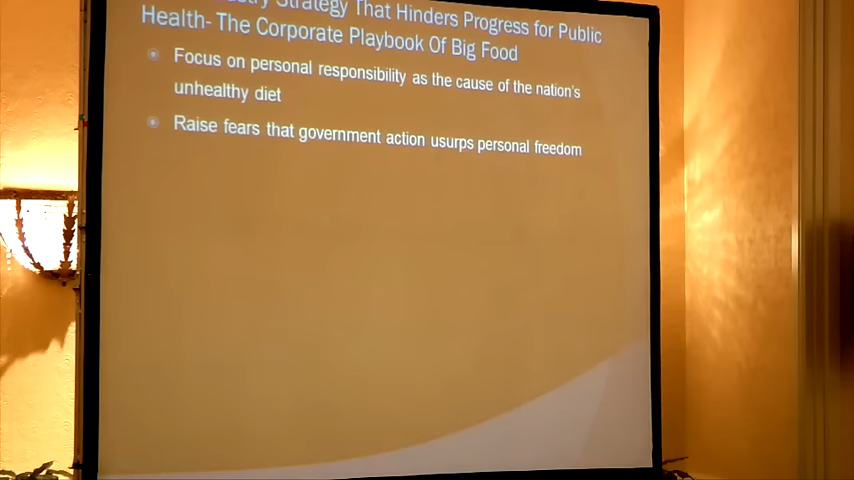 Strategy That Hinders Progress for Public
Health- The Corporate Playbook Of Big Food
Focus on personal responsibility as the cause of the nation's
unhealthy diet
Raise fears that government action usurps personal freedom